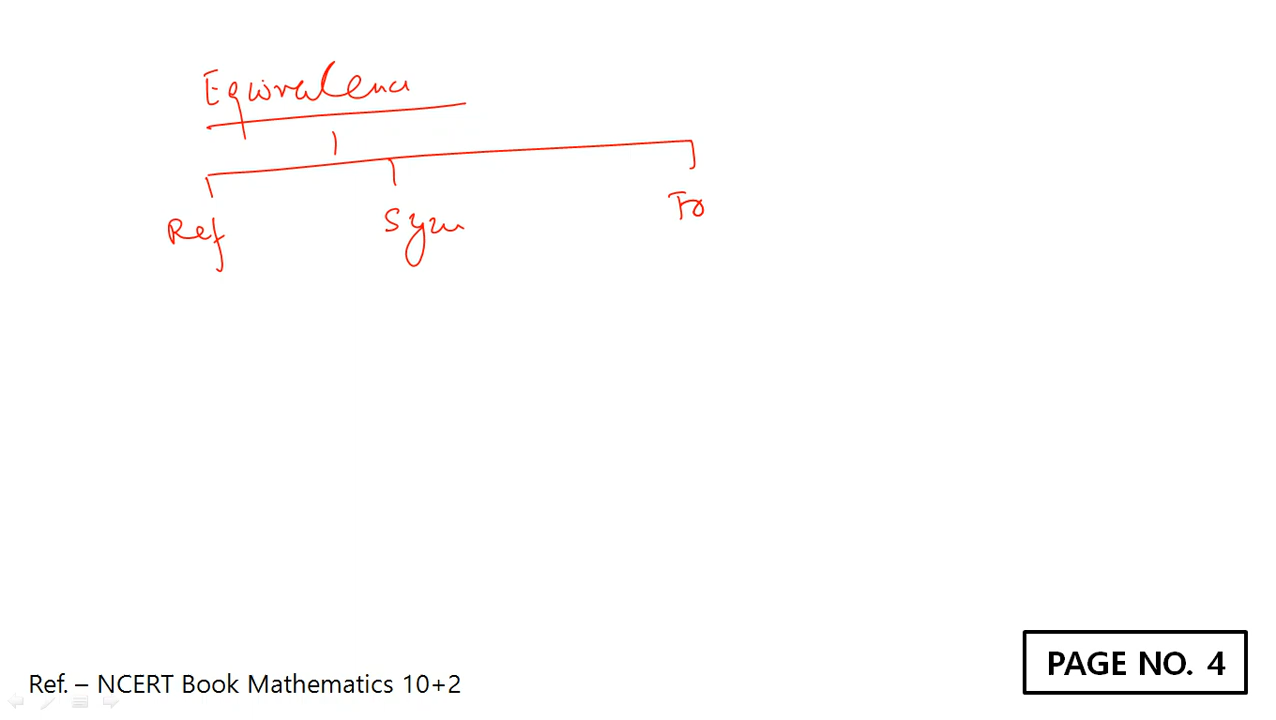 Equivalence
Ref Sym Tr
Ref. – NCERT Book Mathematics 10+2
PAGE NO. 4